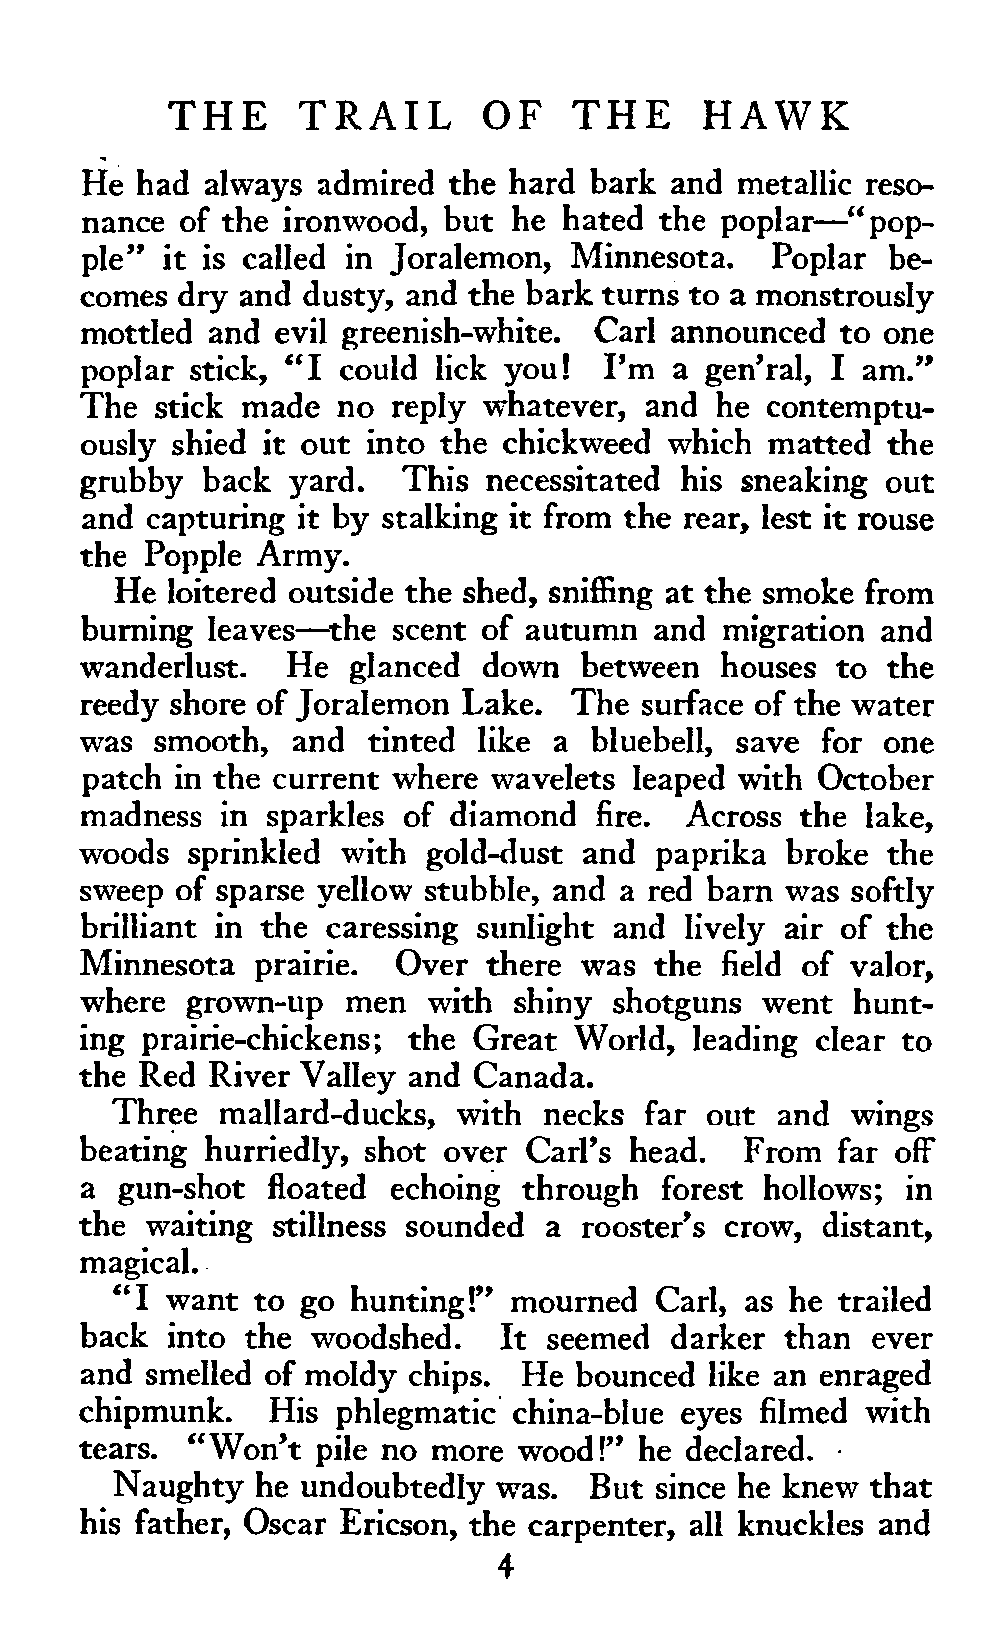 THE TRAIL OF THE HAWK
He had always admired the hard bark and metallic reso-
nance of the ironwood, but he hated the poplar—“pop-
ple” it is called in Joralemon, Minnesota. Poplar be-
comes dry and dusty, and the bark turns to a monstrously
mottled and evil greenish-white. Carl announced to one
poplar stick, “I could lick you! I’m a gen’ral, I am.”
The stick made no reply whatever, and he contemptu-
ously shied it out into the chickweed which matted the
grubby back yard. This necessitated his sneaking out
and capturing it by stalking it from the rear, lest it rouse
the Popple Army.
He loitered outside the shed, sniffing at the smoke from
burning leaves—the scent of autumn and migration and
wanderlust. He glanced down between houses to the
reedy shore of Joralemon Lake. The surface of the water
was smooth, and tinted like a bluebell, save for one
patch in the current where wavelets leaped with October
madness in sparkles of diamond fire. Across the lake,
woods sprinkled with gold-dust and paprika broke the
sweep of sparse yellow stubble, and a red barn was softly
brilliant in the caressing sunlight and lively air of the
Minnesota prairie. Over there was the field of valor,
where grown-up men with shiny shotguns went hunt-
ing prairie-chickens; the Great World, leading clear to
the Red River Valley and Canada.
Three mallard-ducks, with necks far out and wings
beating hurriedly, shot over Carl’s head. From far off
a gun-shot floated echoing through forest hollows; in
the waiting stillness sounded a rooster’s crow, distant,
magical.
“I want to go hunting!” mourned Carl, as he trailed
back into the woodshed. It seemed darker than ever
and smelled of moldy chips. He bounced like an enraged
chipmunk. His phlegmatic china-blue eyes filmed with
tears. “Won’t pile no more wood!” he declared.
Naughty he undoubtedly was. But since he knew that
his father, Oscar Ericson, the carpenter, all knuckles and
4